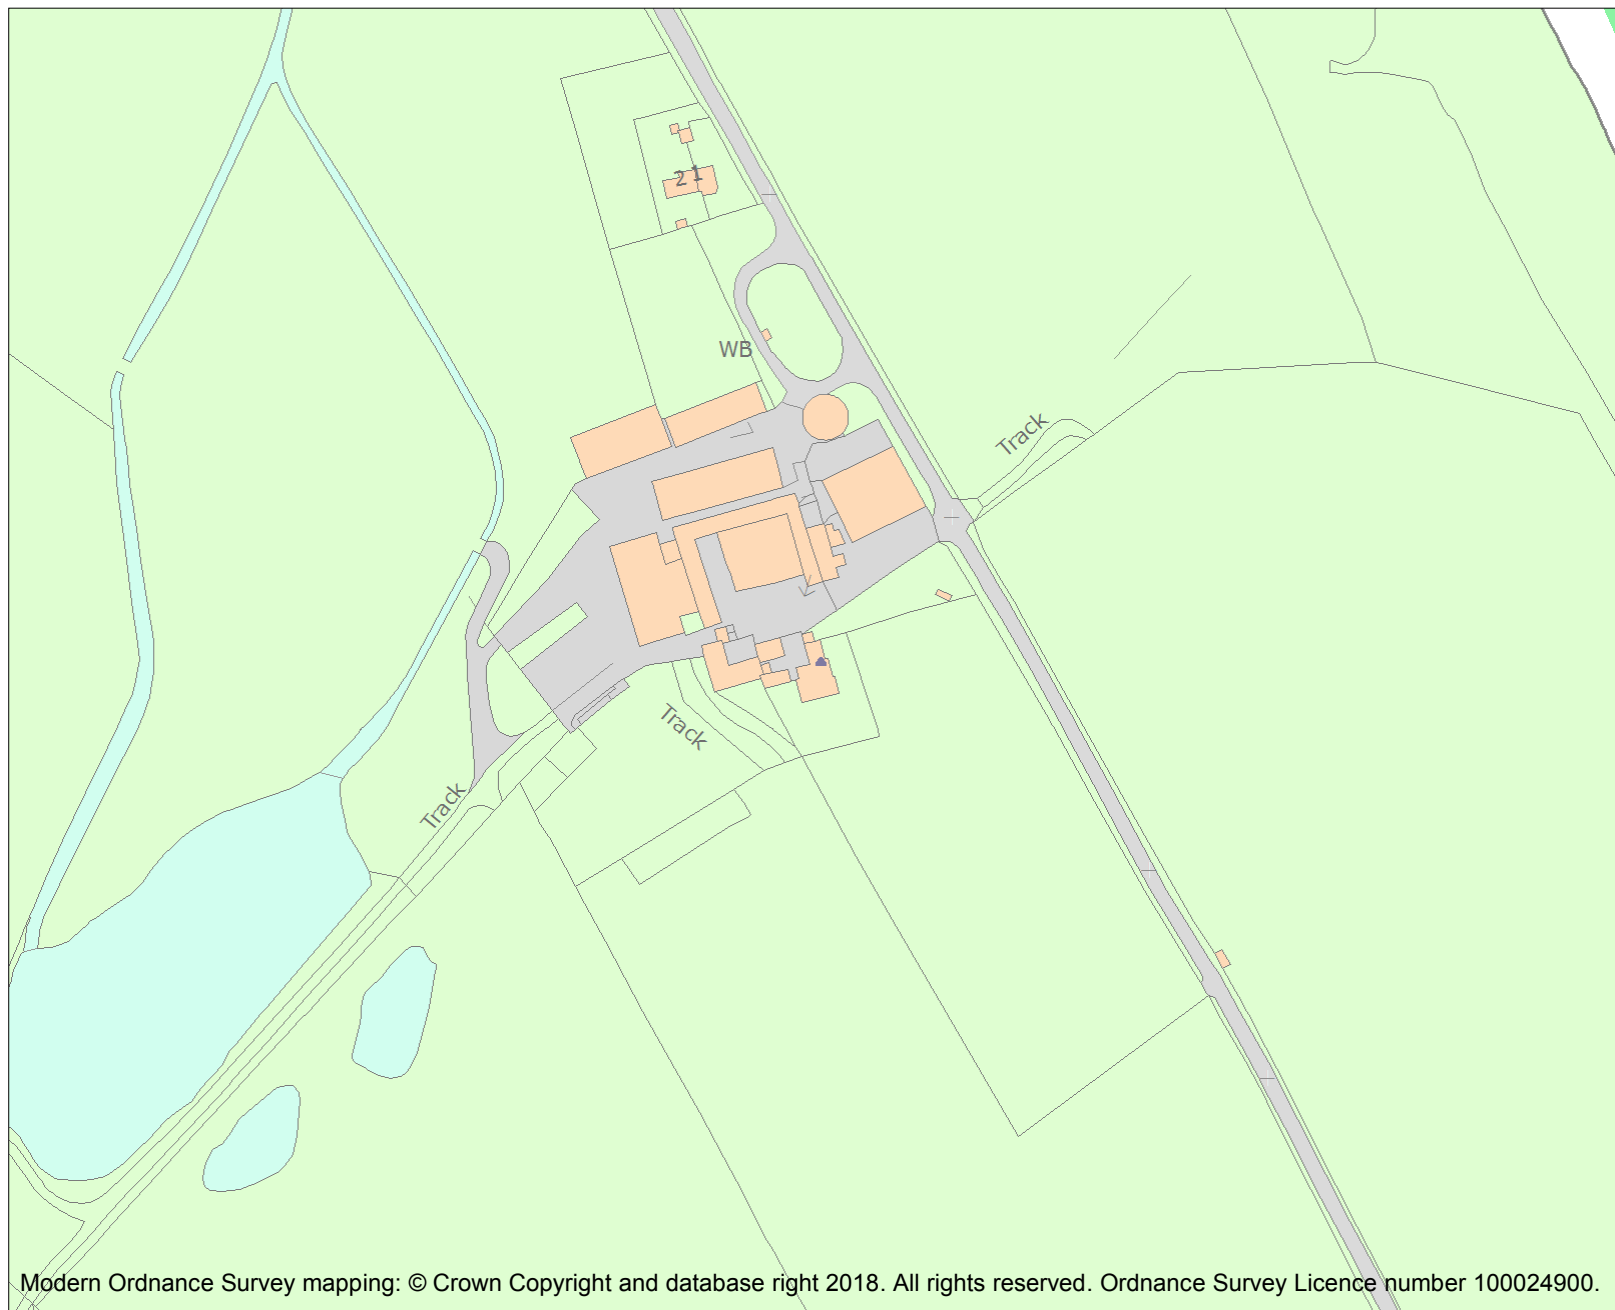 2 1
WB
Track
Track
Track
Modern Ordnance Survey mapping: © Crown Copyright and database right 2018. All rights reserved. Ordnance Survey Licence number 100024900.